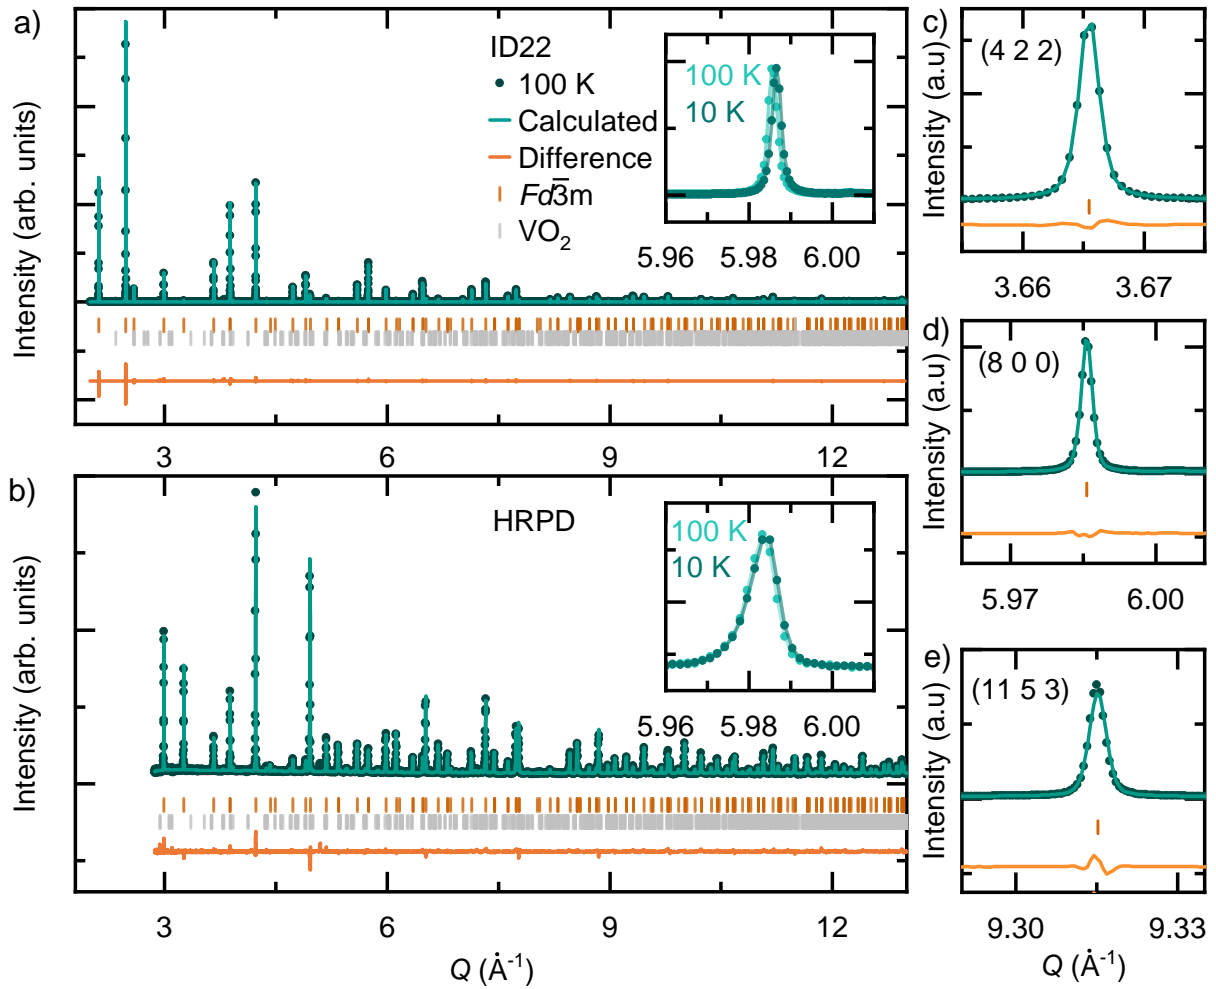 a)
Intensity (arb. units)
ID22
100 K
Calculated
Difference
Fd3̅m
VO₂
100 K
10 K
5.96 5.98 6.00
3 6 9 12
b)
Intensity (arb. units)
HRPD
100 K
10 K
5.96 5.98 6.00
3 6 9 12
Q (Å⁻¹)
c)
(4 2 2)
Intensity (a.u)
3.66 3.67
d)
(8 0 0)
Intensity (a.u)
5.97 6.00
e)
(11 5 3)
Intensity (a.u)
9.30 9.33
Q (Å⁻¹)